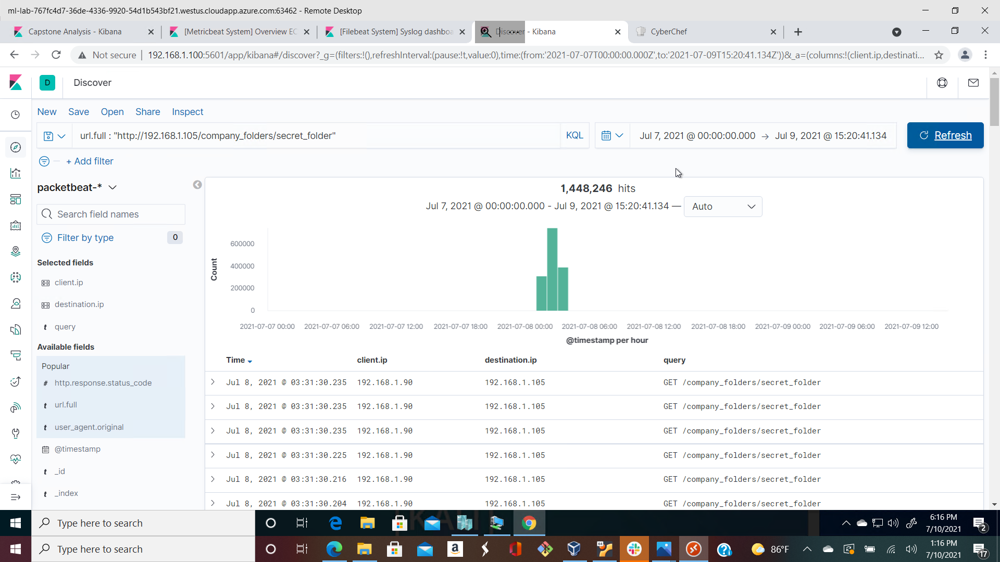 ml-lab-767fc4d7-36de-4336-9920-54d1b543bf21.westus.cloudapp.azure.com:63462 - Remote Desktop
Capstone Analysis - Kibana
[Metricbeat System] Overview EC
[Filebeat System] Syslog dashboa
Discover - Kibana
CyberChef
Not secure
192.168.1.100:5601/app/kibana#/discover?_g=(filters:!(),refreshInterval:(pause:!t,value:0),time:(from:'2021-07-07T00:00:00.000Z',to:'2021-07-09T15:20:41.134Z'))&_a=(columns:!(client.ip,destinati...
D
Discover
New Save Open Share Inspect
url.full : "http://192.168.1.105/company_folders/secret_folder"
KQL
Jul 7, 2021 @ 00:00:00.000 → Jul 9, 2021 @ 15:20:41.134
Refresh
+ Add filter
packetbeat-*
Search field names
Filter by type 0
Selected fields
client.ip
destination.ip
t query
Available fields
Popular
# http.response.status_code
t url.full
t user_agent.original
@timestamp
t _id
t _index
1,448,246 hits
Jul 7, 2021 @ 00:00:00.000 - Jul 9, 2021 @ 15:20:41.134 — Auto
Count
600000
400000
200000
0
2021-07-07 00:00 2021-07-07 06:00 2021-07-07 12:00 2021-07-07 18:00 2021-07-08 00:00 2021-07-08 06:00 2021-07-08 12:00 2021-07-08 18:00 2021-07-09 00:00 2021-07-09 06:00 2021-07-09 12:00
@timestamp per hour
Time client.ip destination.ip query
Jul 8, 2021 @ 03:31:30.235 192.168.1.90 192.168.1.105 GET /company_folders/secret_folder
Jul 8, 2021 @ 03:31:30.235 192.168.1.90 192.168.1.105 GET /company_folders/secret_folder
Jul 8, 2021 @ 03:31:30.235 192.168.1.90 192.168.1.105 GET /company_folders/secret_folder
Jul 8, 2021 @ 03:31:30.225 192.168.1.90 192.168.1.105 GET /company_folders/secret_folder
Jul 8, 2021 @ 03:31:30.216 192.168.1.90 192.168.1.105 GET /company_folders/secret_folder
Jul 8, 2021 @ 03:31:30.204 192.168.1.90 192.168.1.105 GET /company_folders/secret_folder
Type here to search
6:16 PM
7/10/2021
2
Type here to search
a
64
86°F
1:16 PM
7/10/2021
17